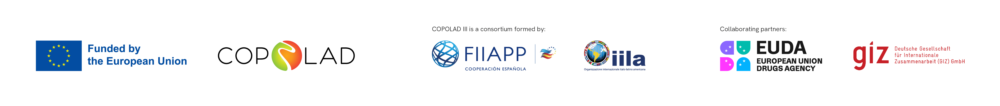 Funded by
the European Union
COPOLAD
COPOLAD III is a consortium formed by:
FIIAPP
COOPERACIÓN ESPAÑOLA
iila
Organizzazione internazionale italo-latino americana
Collaborating partners:
EUDA
EUROPEAN UNION
DRUGS AGENCY
giz
Deutsche Gesellschaft
für Internationale
Zusammenarbeit (GIZ) GmbH